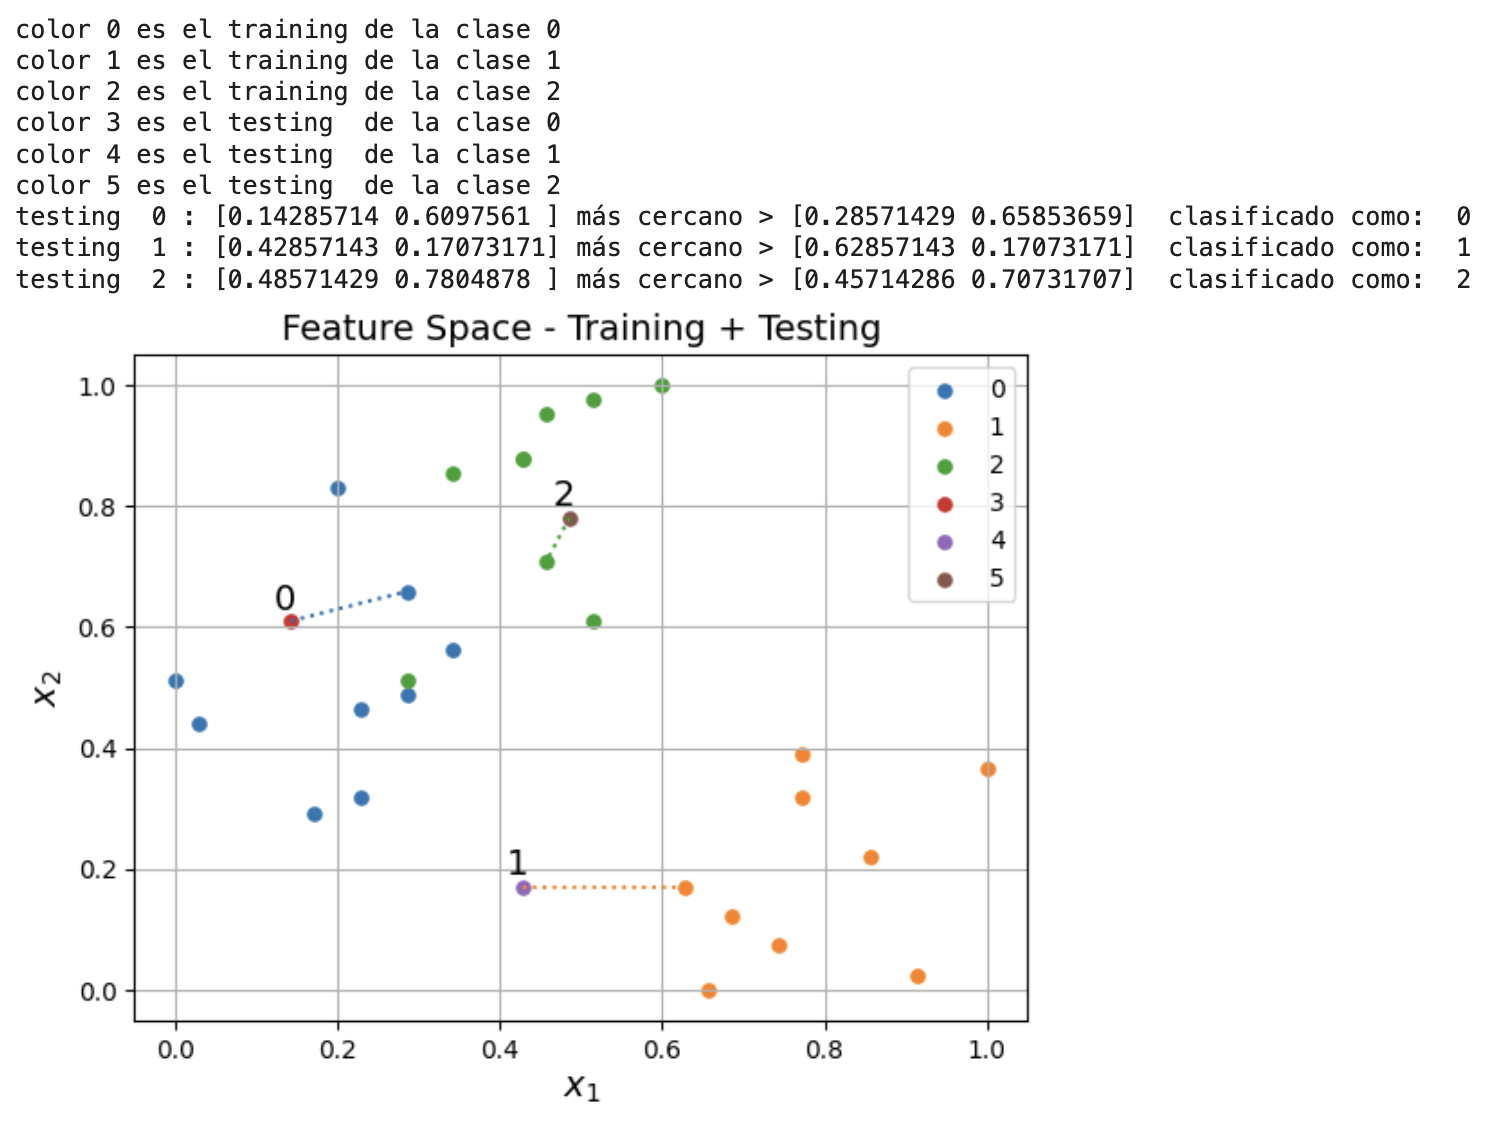 color 0 es el training de la clase 0
color 1 es el training de la clase 1
color 2 es el training de la clase 2
color 3 es el testing  de la clase 0
color 4 es el testing  de la clase 1
color 5 es el testing  de la clase 2
testing  0 : [0.14285714 0.6097561 ] más cercano > [0.28571429 0.65853659]  clasificado como:  0
testing  1 : [0.42857143 0.17073171] más cercano > [0.62857143 0.17073171]  clasificado como:  1
testing  2 : [0.48571429 0.7804878 ] más cercano > [0.45714286 0.70731707]  clasificado como:  2
Feature Space - Training + Testing
1.0
0.8
0.6
0.4
0.2
0.0
x₂
0
1
2
0
1
2
3
4
5
0.0 0.2 0.4 0.6 0.8 1.0
x₁